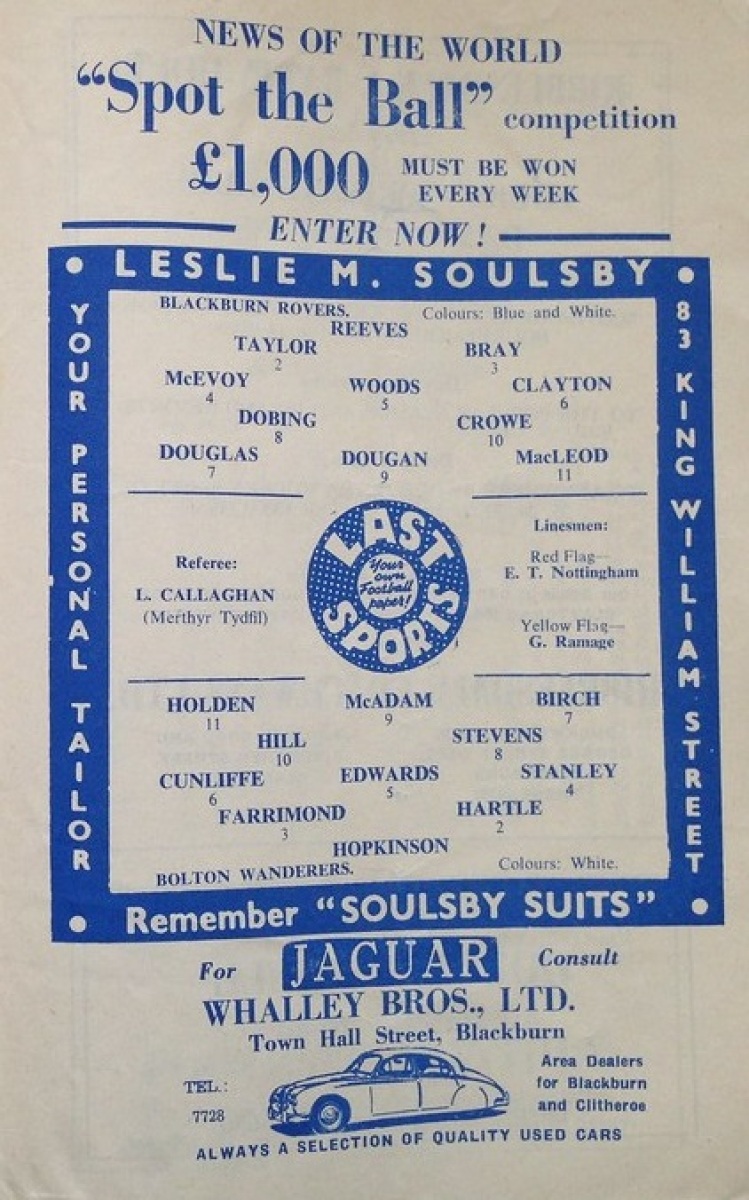 NEWS OF THE WORLD
“Spot the Ball” competition
£1,000 MUST BE WON
EVERY WEEK
ENTER NOW!
• LESLIE M. SOULSBY •
YOUR PERSONAL TAILOR
83 KING WILLIAM STREET
BLACKBURN ROVERS. Colours: Blue and White.
REEVES
TAYLOR BRAY
2 3
McEVOY WOODS CLAYTON
4 5 6
DOBING CROWE
8 10
DOUGLAS DOUGAN MacLEOD
7 9 11
Referee:
L. CALLAGHAN
(Merthyr Tydfil)
LAST
Your
own
Football
paper!
SPORTS
Linesmen:
Red Flag—
E. T. Nottingham
Yellow Flag—
G. Ramage
HOLDEN McADAM BIRCH
11 9 7
HILL STEVENS
10 8
CUNLIFFE EDWARDS STANLEY
6 5 4
FARRIMOND HARTLE
3 2
HOPKINSON
BOLTON WANDERERS. Colours: White.
• Remember “SOULSBY SUITS” •
For JAGUAR Consult
WHALLEY BROS., LTD.
Town Hall Street, Blackburn
TEL.:
7728
Area Dealers
for Blackburn
and Clitheroe
ALWAYS A SELECTION OF QUALITY USED CARS